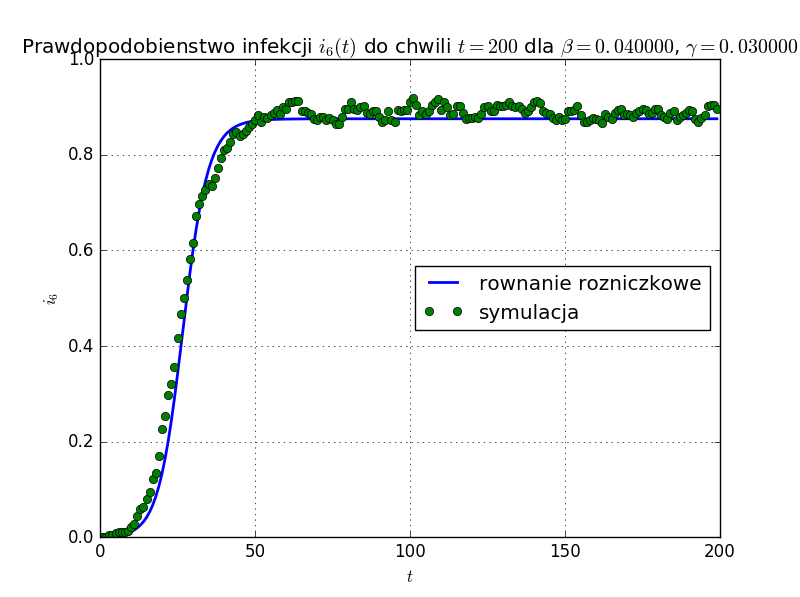 Prawdopodobienstwo infekcji i₆(t) do chwili t = 200 dla β = 0.040000, γ = 0.030000
1.0
0.8
i₆
0.6
rownanie rozniczkowe
symulacja
0.4
0.2
0.0
0 50 100 150 200
t